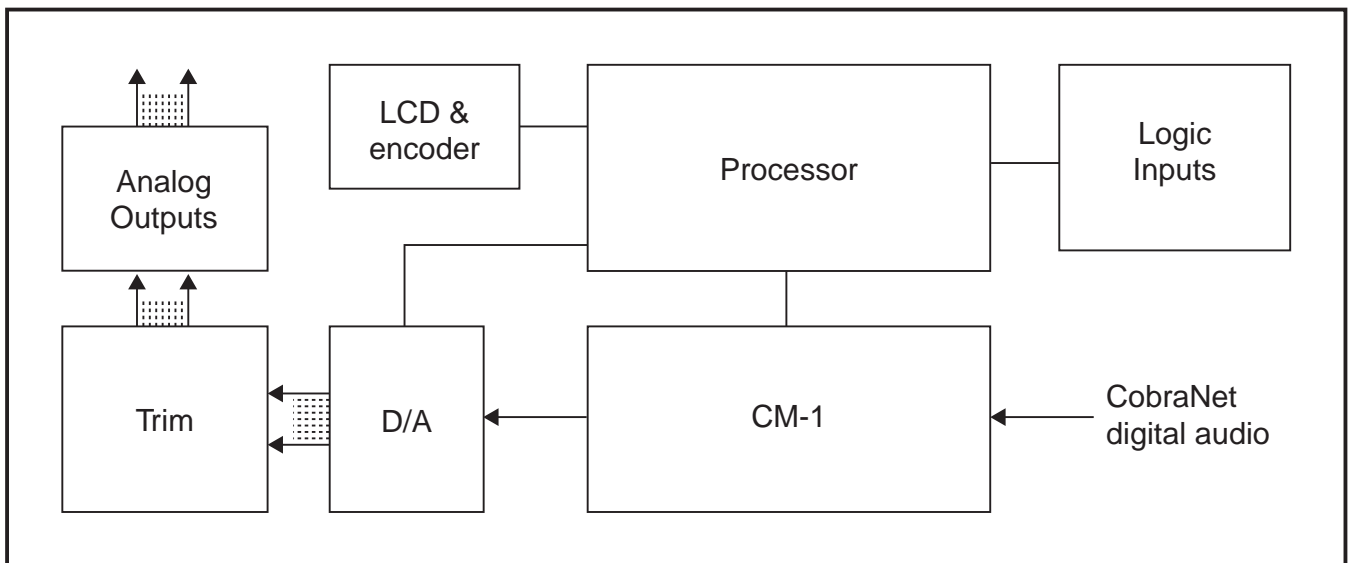 LCD &
encoder
Processor
Logic
Inputs
Analog
Outputs
Trim
D/A
CM-1
CobraNet
digital audio